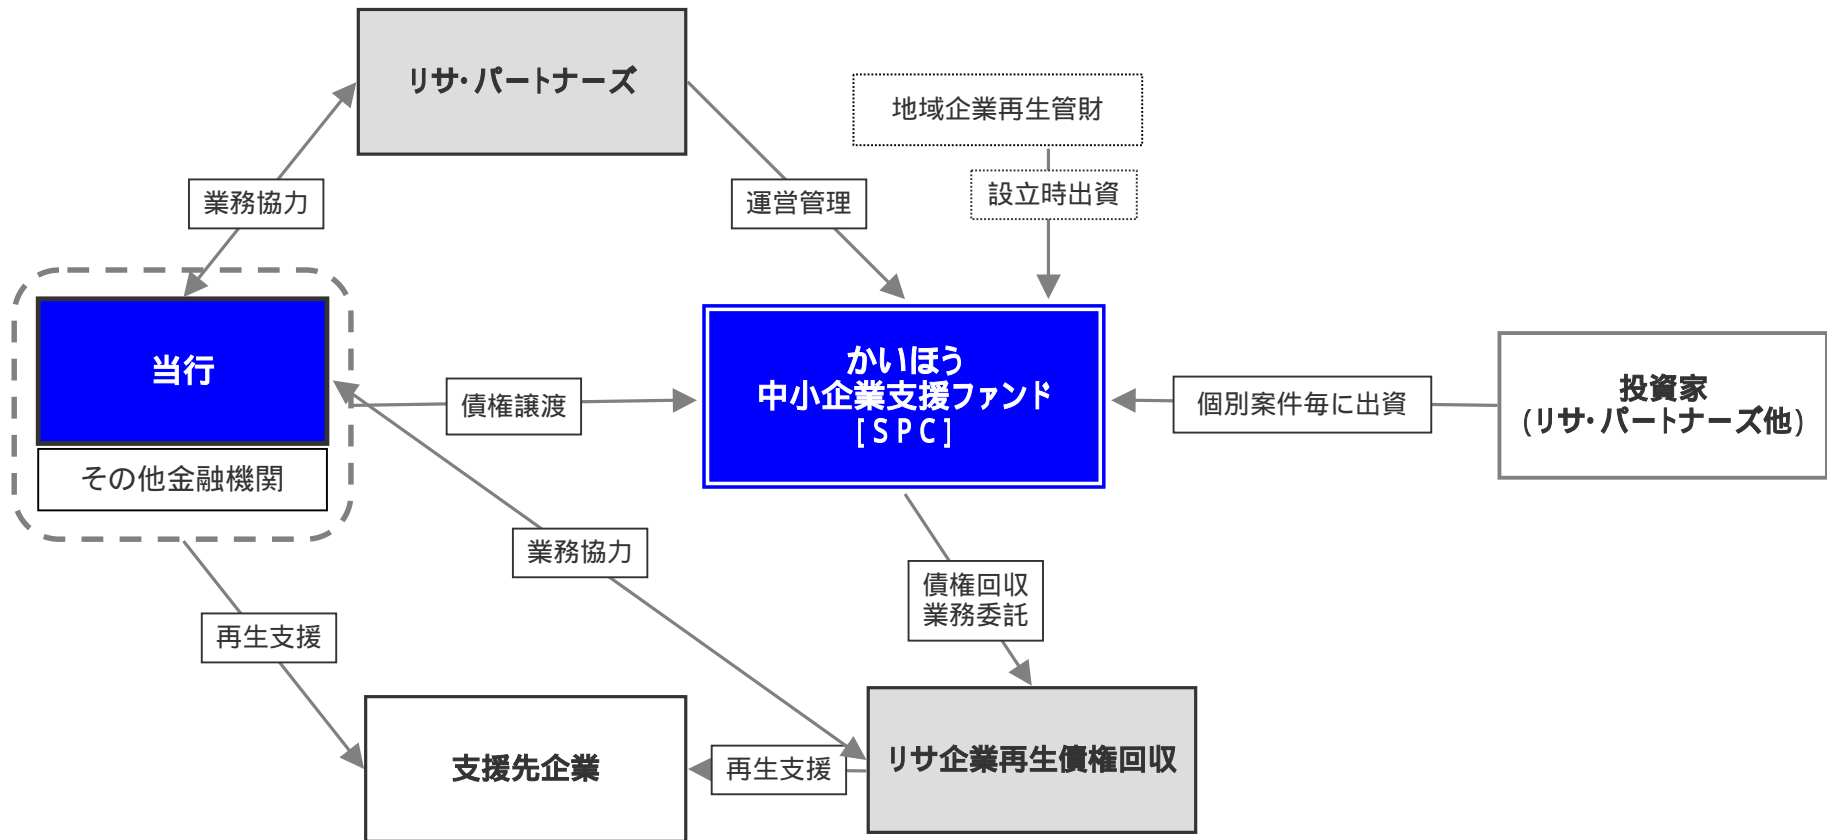 リサ・パートナーズ
地域企業再生管財
業務協力
運営管理
設立時出資
当行
その他金融機関
債権譲渡
かいほう
中小企業支援ファンド
[SPC]
個別案件毎に出資
投資家
(リサ・パートナーズ他)
業務協力
債権回収
業務委託
再生支援
支援先企業
再生支援
リサ企業再生債権回収